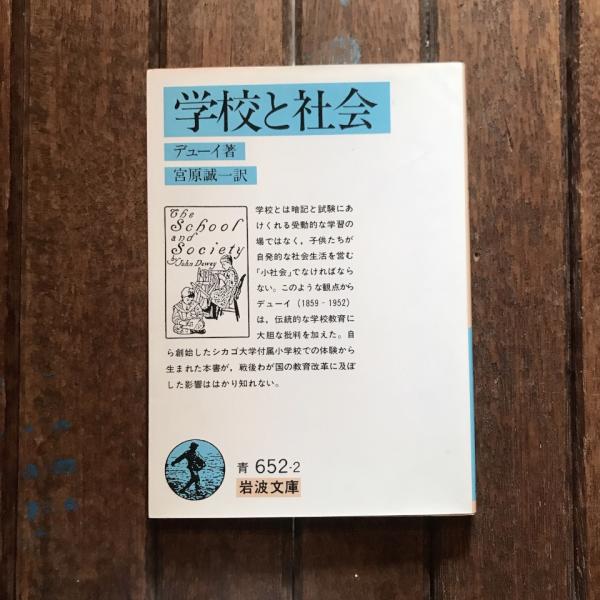 学校と社会
デューイ著
宮原誠一訳
The
School
and
Society
by John Dewey
学校とは暗記と試験にあ
けくれる受動的な学習の
場ではなく，子供たちが
自発的な社会生活を営む
「小社会」でなければなら
ない。このような観点から
デューイ（1859‐1952）
は，伝統的な学校教育に
大胆な批判を加えた。自
ら創始したシカゴ大学付属小学校での体験から
生まれた本書が，戦後わが国の教育改革に及ぼ
した影響ははかり知れない。
青 652-2
岩波文庫